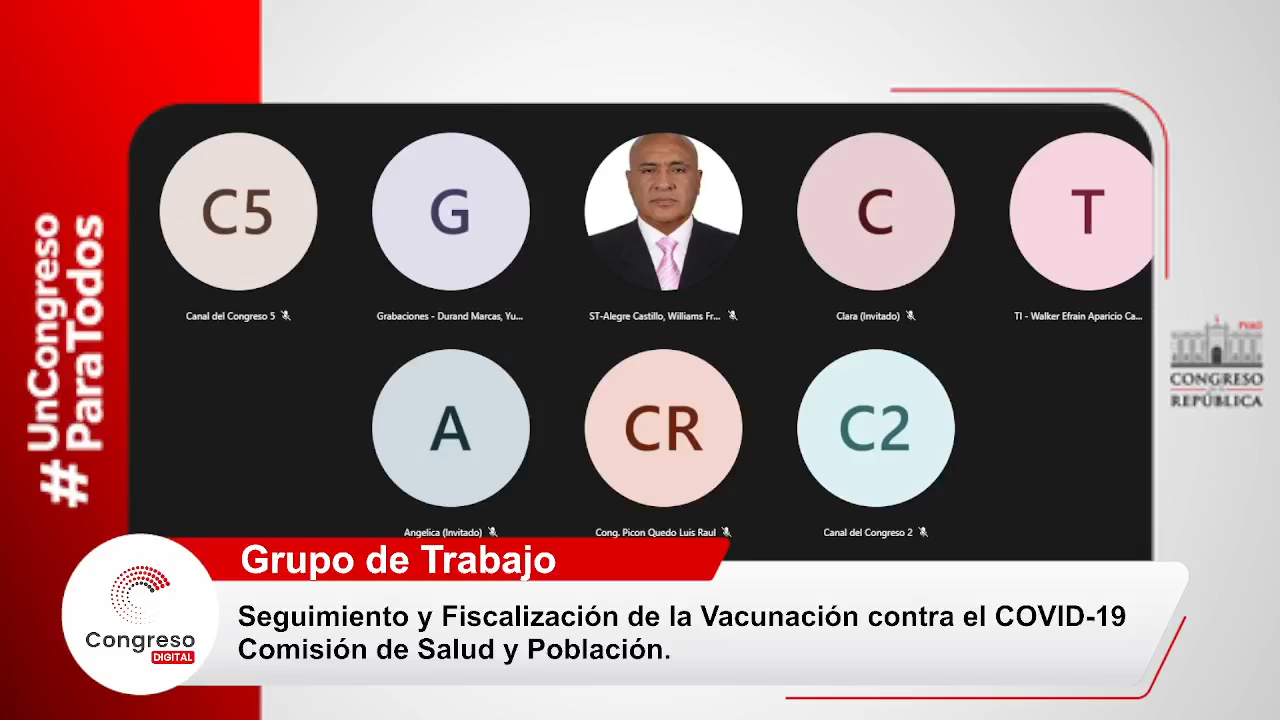 #UnCongreso
ParaTodos
C5
G
C
T
Canal del Congreso 5
Grabaciones - Durand Marcas, Yu...
ST-Alegre Castillo, Williams Fr...
Clara (Invitado)
TI - Walker Efrain Aparicio Ca...
A
CR
C2
Angelica (Invitado)
Cong. Picon Quedo Luis Raul
Canal del Congreso 2
PERÚ
CONGRESO
REPÚBLICA
Grupo de Trabajo
Seguimiento y Fiscalización de la Vacunación contra el COVID-19
Comisión de Salud y Población.
Congreso
DIGITAL